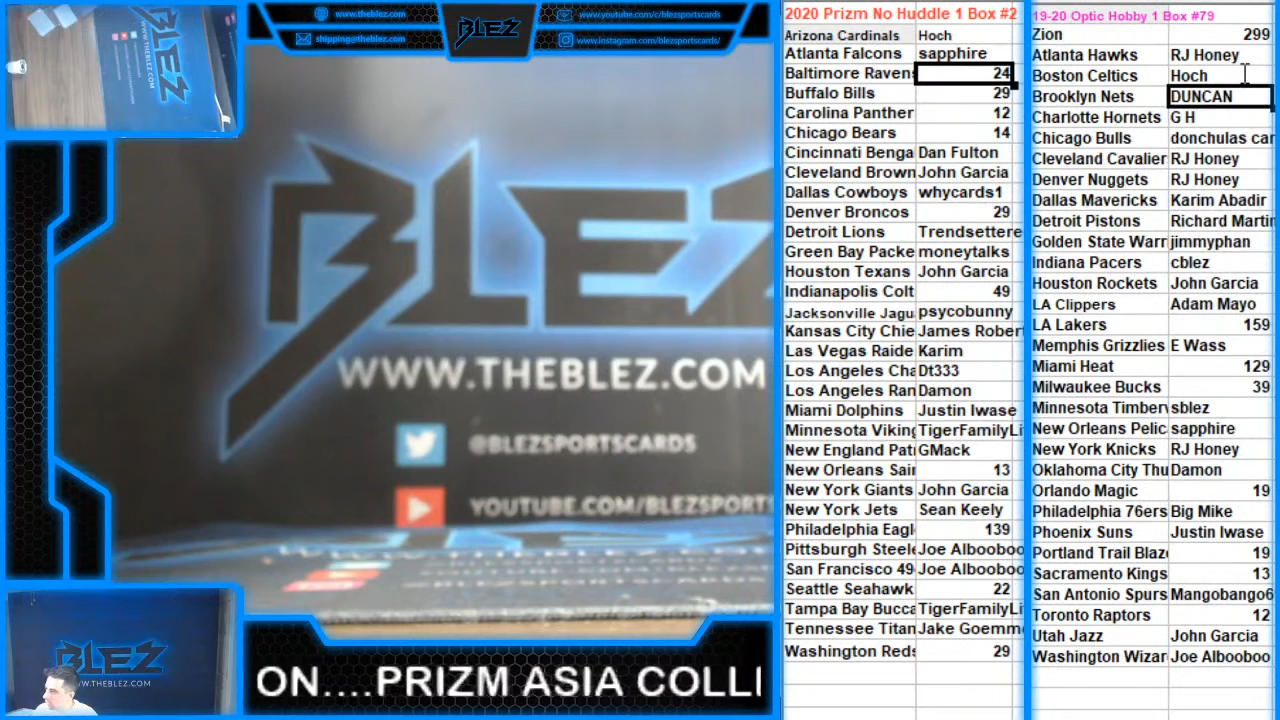 www.theblez.com
shipping@theblez.com
BLEZ
www.youtube.com/c/blezsportscards
www.instagram.com/blezsportscards/
BLEZ
BLEZ
WWW.THEBLEZ.COM
@BLEZSPORTSCARDS
YOUTUBE.COM/BLEZSPORTS
BLEZ
WWW.THEBLEZ.COM
ON....PRIZM ASIA COLLI
2020 Prizm No Huddle 1 Box #2
Arizona Cardinals Hoch
Atlanta Falcons sapphire
Baltimore Ravens 24
Buffalo Bills 29
Carolina Panther 12
Chicago Bears 14
Cincinnati Benga Dan Fulton
Cleveland Brown John Garcia
Dallas Cowboys whycards1
Denver Broncos 29
Detroit Lions Trendsettere
Green Bay Packe moneytalks
Houston Texans John Garcia
Indianapolis Colt 49
Jacksonville Jagu psycobunny
Kansas City Chie James Rober
Las Vegas Raide Karim
Los Angeles Cha Dt333
Los Angeles Ran Damon
Miami Dolphins Justin Iwase
Minnesota Viking TigerFamilyLi
New England Pat GMack
New Orleans Sai 13
New York Giants John Garcia
New York Jets Sean Keely
Philadelphia Eagl 139
Pittsburgh Steele Joe Albooboo
San Francisco 49 Joe Albooboo
Seattle Seahawk 22
Tampa Bay Bucca TigerFamilyLi
Tennessee Titan Jake Goemm
Washington Reds 29
19-20 Optic Hobby 1 Box #79
Zion 299
Atlanta Hawks RJ Honey
Boston Celtics Hoch
Brooklyn Nets DUNCAN
Charlotte Hornets G H
Chicago Bulls donchulas car
Cleveland Cavalier RJ Honey
Denver Nuggets RJ Honey
Dallas Mavericks Karim Abadir
Detroit Pistons Richard Martin
Golden State Warr jimmyphan
Indiana Pacers cblez
Houston Rockets John Garcia
LA Clippers Adam Mayo
LA Lakers 159
Memphis Grizzlies E Wass
Miami Heat 129
Milwaukee Bucks 39
Minnesota Timberv sblez
New Orleans Pelic sapphire
New York Knicks RJ Honey
Oklahoma City Thu Damon
Orlando Magic 19
Philadelphia 76ers Big Mike
Phoenix Suns Justin Iwase
Portland Trail Blaz 19
Sacramento Kings 13
San Antonio Spurs Mangobango6
Toronto Raptors 12
Utah Jazz John Garcia
Washington Wizar Joe Albooboo